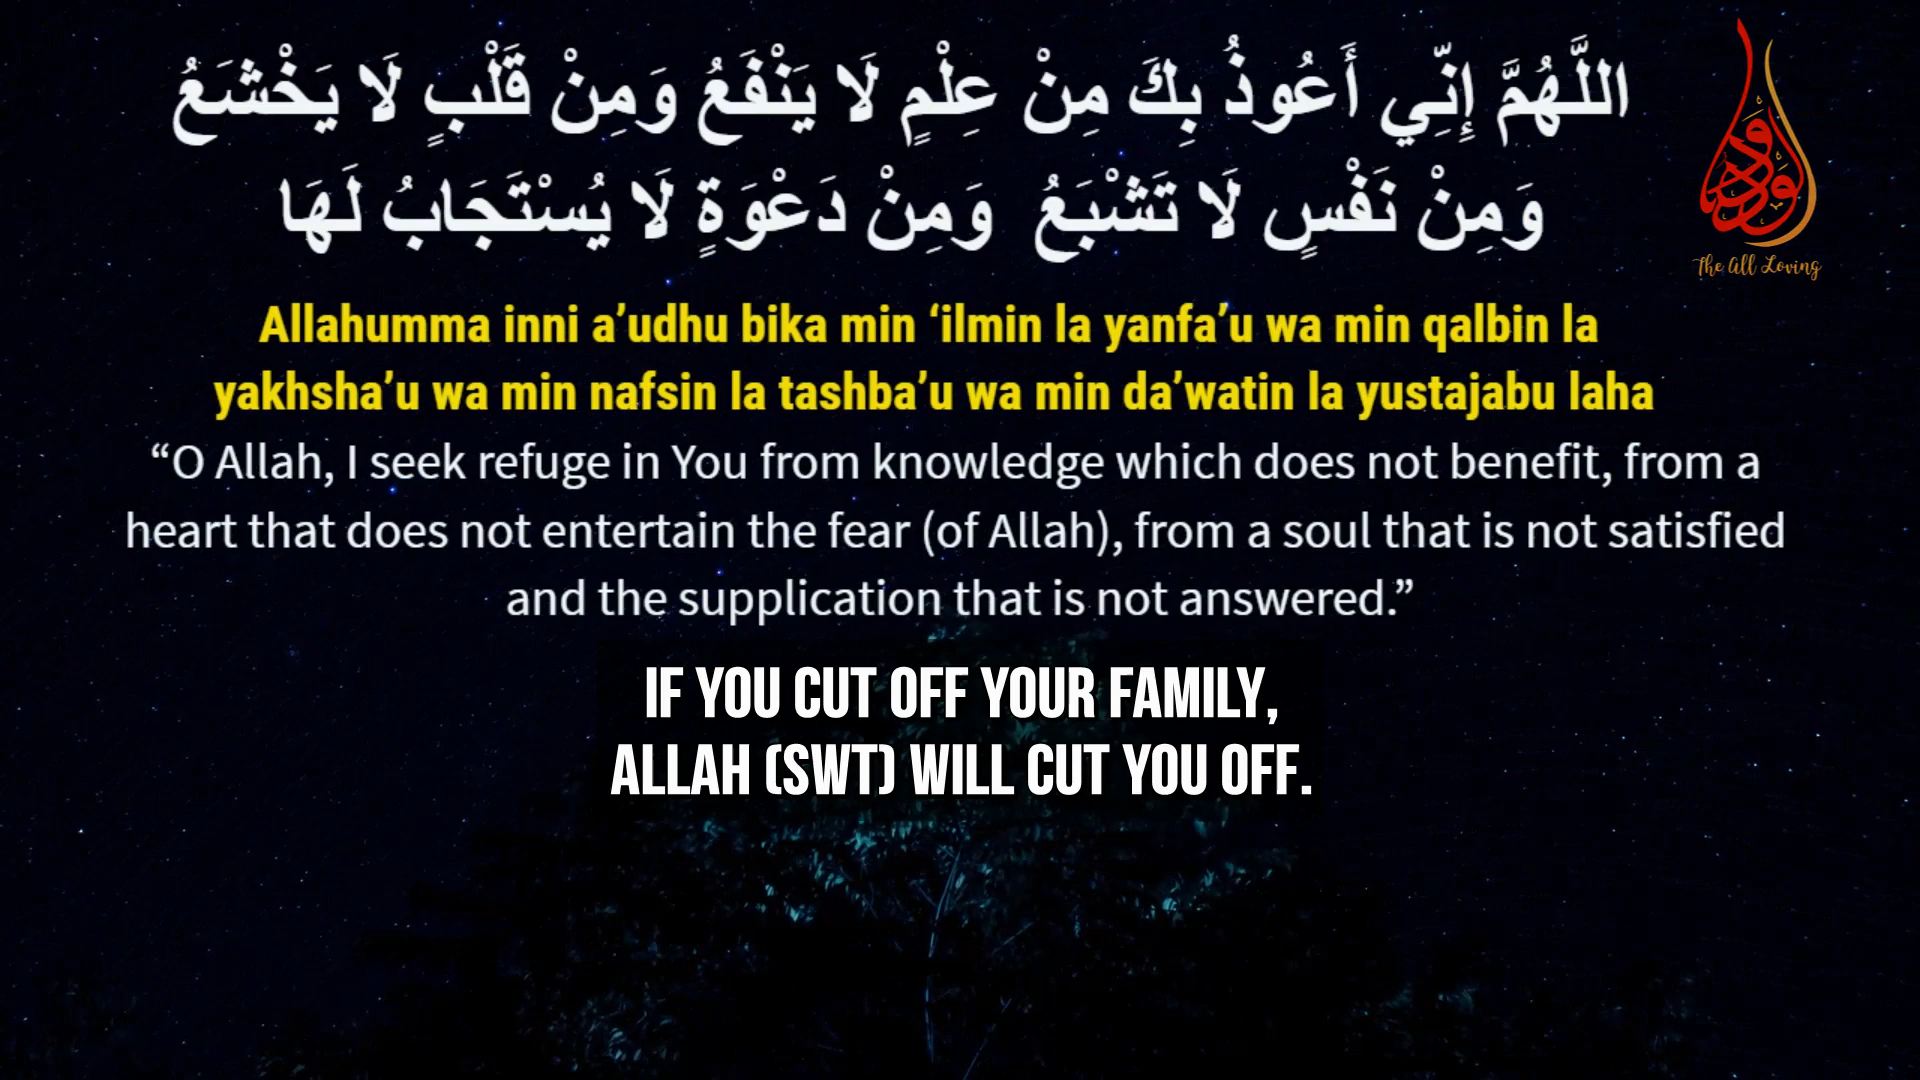 اللَّهُمَّ إِنِّي أَعُوذُ بِكَ مِنْ عِلْمٍ لَا يَنْفَعُ وَمِنْ قَلْبٍ لَا يَخْشَعُ
وَمِنْ نَفْسٍ لَا تَشْبَعُ وَمِنْ دَعْوَةٍ لَا يُسْتَجَابُ لَهَا
The All Loving
Allahumma inni a’udhu bika min ‘ilmin la yanfa’u wa min qalbin la
yakhsha’u wa min nafsin la tashba’u wa min da’watin la yustajabu laha
“O Allah, I seek refuge in You from knowledge which does not benefit, from a
heart that does not entertain the fear (of Allah), from a soul that is not satisfied
and the supplication that is not answered.”
IF YOU CUT OFF YOUR FAMILY,
ALLAH (SWT) WILL CUT YOU OFF.